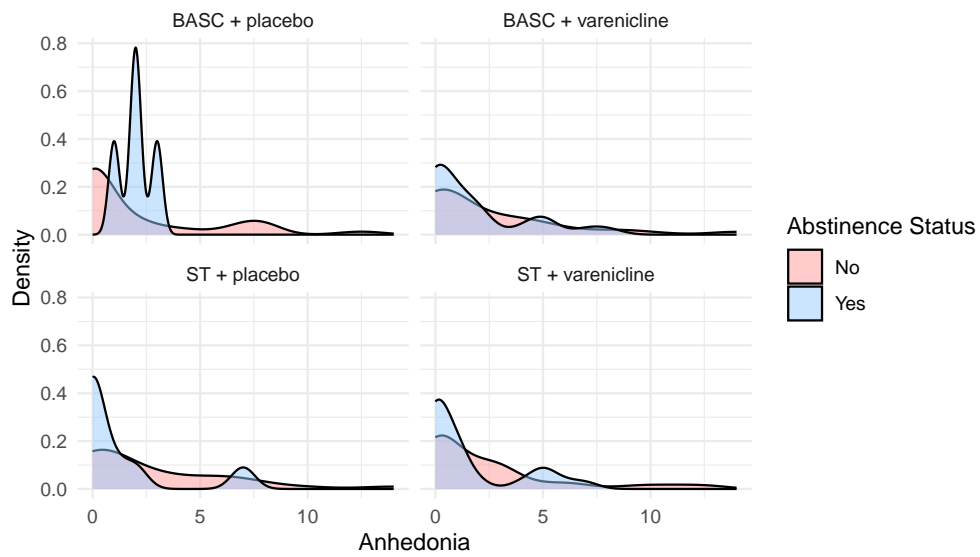 BASC + placebo
BASC + varenicline
0.8
0.6
0.4
0.2
0.0
ST + placebo
ST + varenicline
0.8
0.6
0.4
0.2
0.0
0 5 10
0 5 10
Density
Anhedonia
Abstinence Status
No
Yes